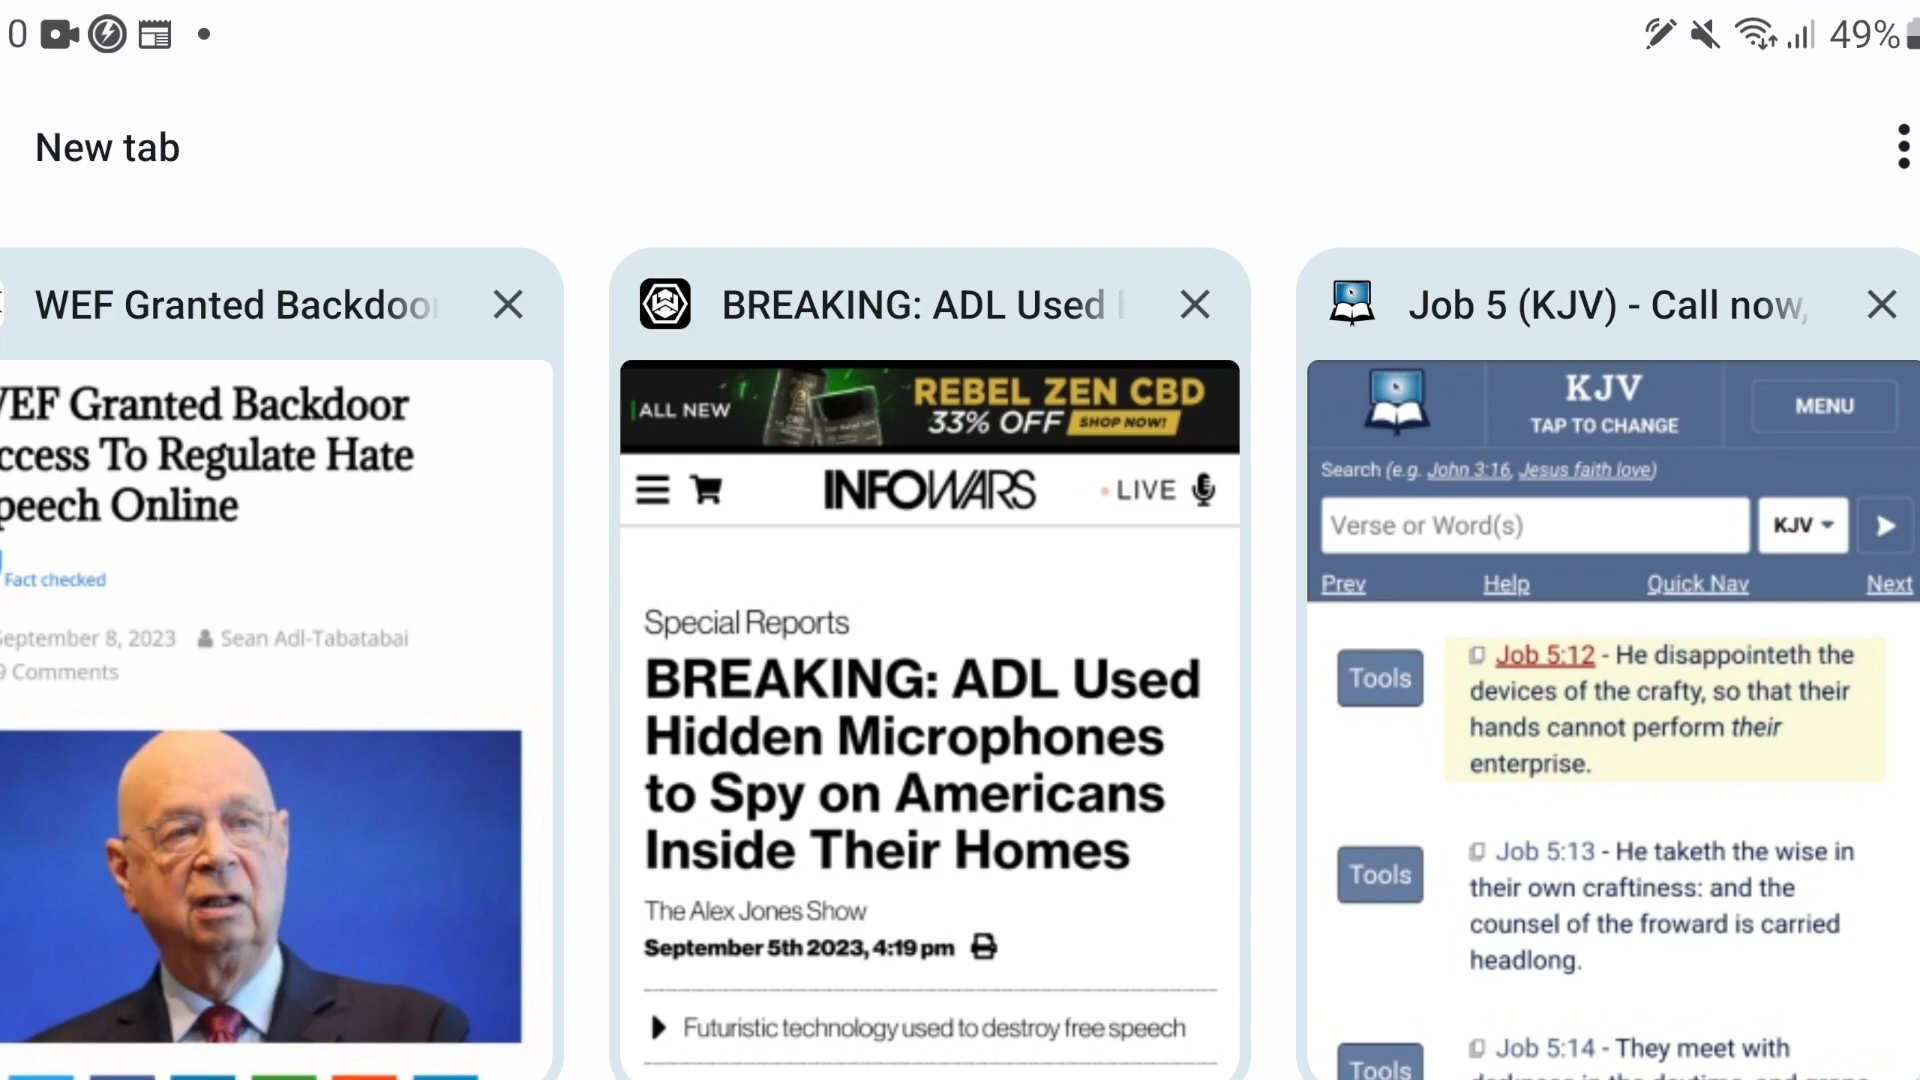 0
49%
New tab
WEF Granted Backdoor
EF Granted Backdoor
ccess To Regulate Hate
peech Online
Fact checked
September 8, 2023 Sean Adl-Tabatabai
9 Comments
BREAKING: ADL Used
ALL NEW
REBEL ZEN CBD
33% OFF SHOP NOW!
INFOWARS
LIVE
Special Reports
BREAKING: ADL Used
Hidden Microphones
to Spy on Americans
Inside Their Homes
The Alex Jones Show
September 5th 2023, 4:19 pm
Futuristic technology used to destroy free speech
Job 5 (KJV) - Call now,
KJV
TAP TO CHANGE
MENU
Search (e.g. John 3:16, Jesus faith love)
Verse or Word(s)
KJV
Prev Help Quick Nav Next
Tools
Job 5:12 - He disappointeth the
devices of the crafty, so that their
hands cannot perform their
enterprise.
Tools
Job 5:13 - He taketh the wise in
their own craftiness: and the
counsel of the froward is carried
headlong.
Tools
Job 5:14 - They meet with